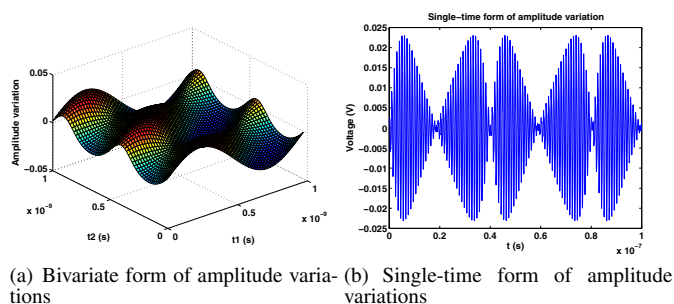 0.05
0
−0.05
Amplitude variation
1
0.5
0
x 10⁻⁹
t2 (s)
0
0.5
1
x 10⁻⁹
t1 (s)
Single−time form of amplitude variation
0.025
0.02
0.015
0.01
0.005
0
−0.005
−0.01
−0.015
−0.02
−0.025
Voltage (V)
0
0.2
0.4
0.6
0.8
1
t (s)
x 10⁻⁷
(a) Bivariate form of amplitude varia-
tions
(b) Single-time form of amplitude
variations